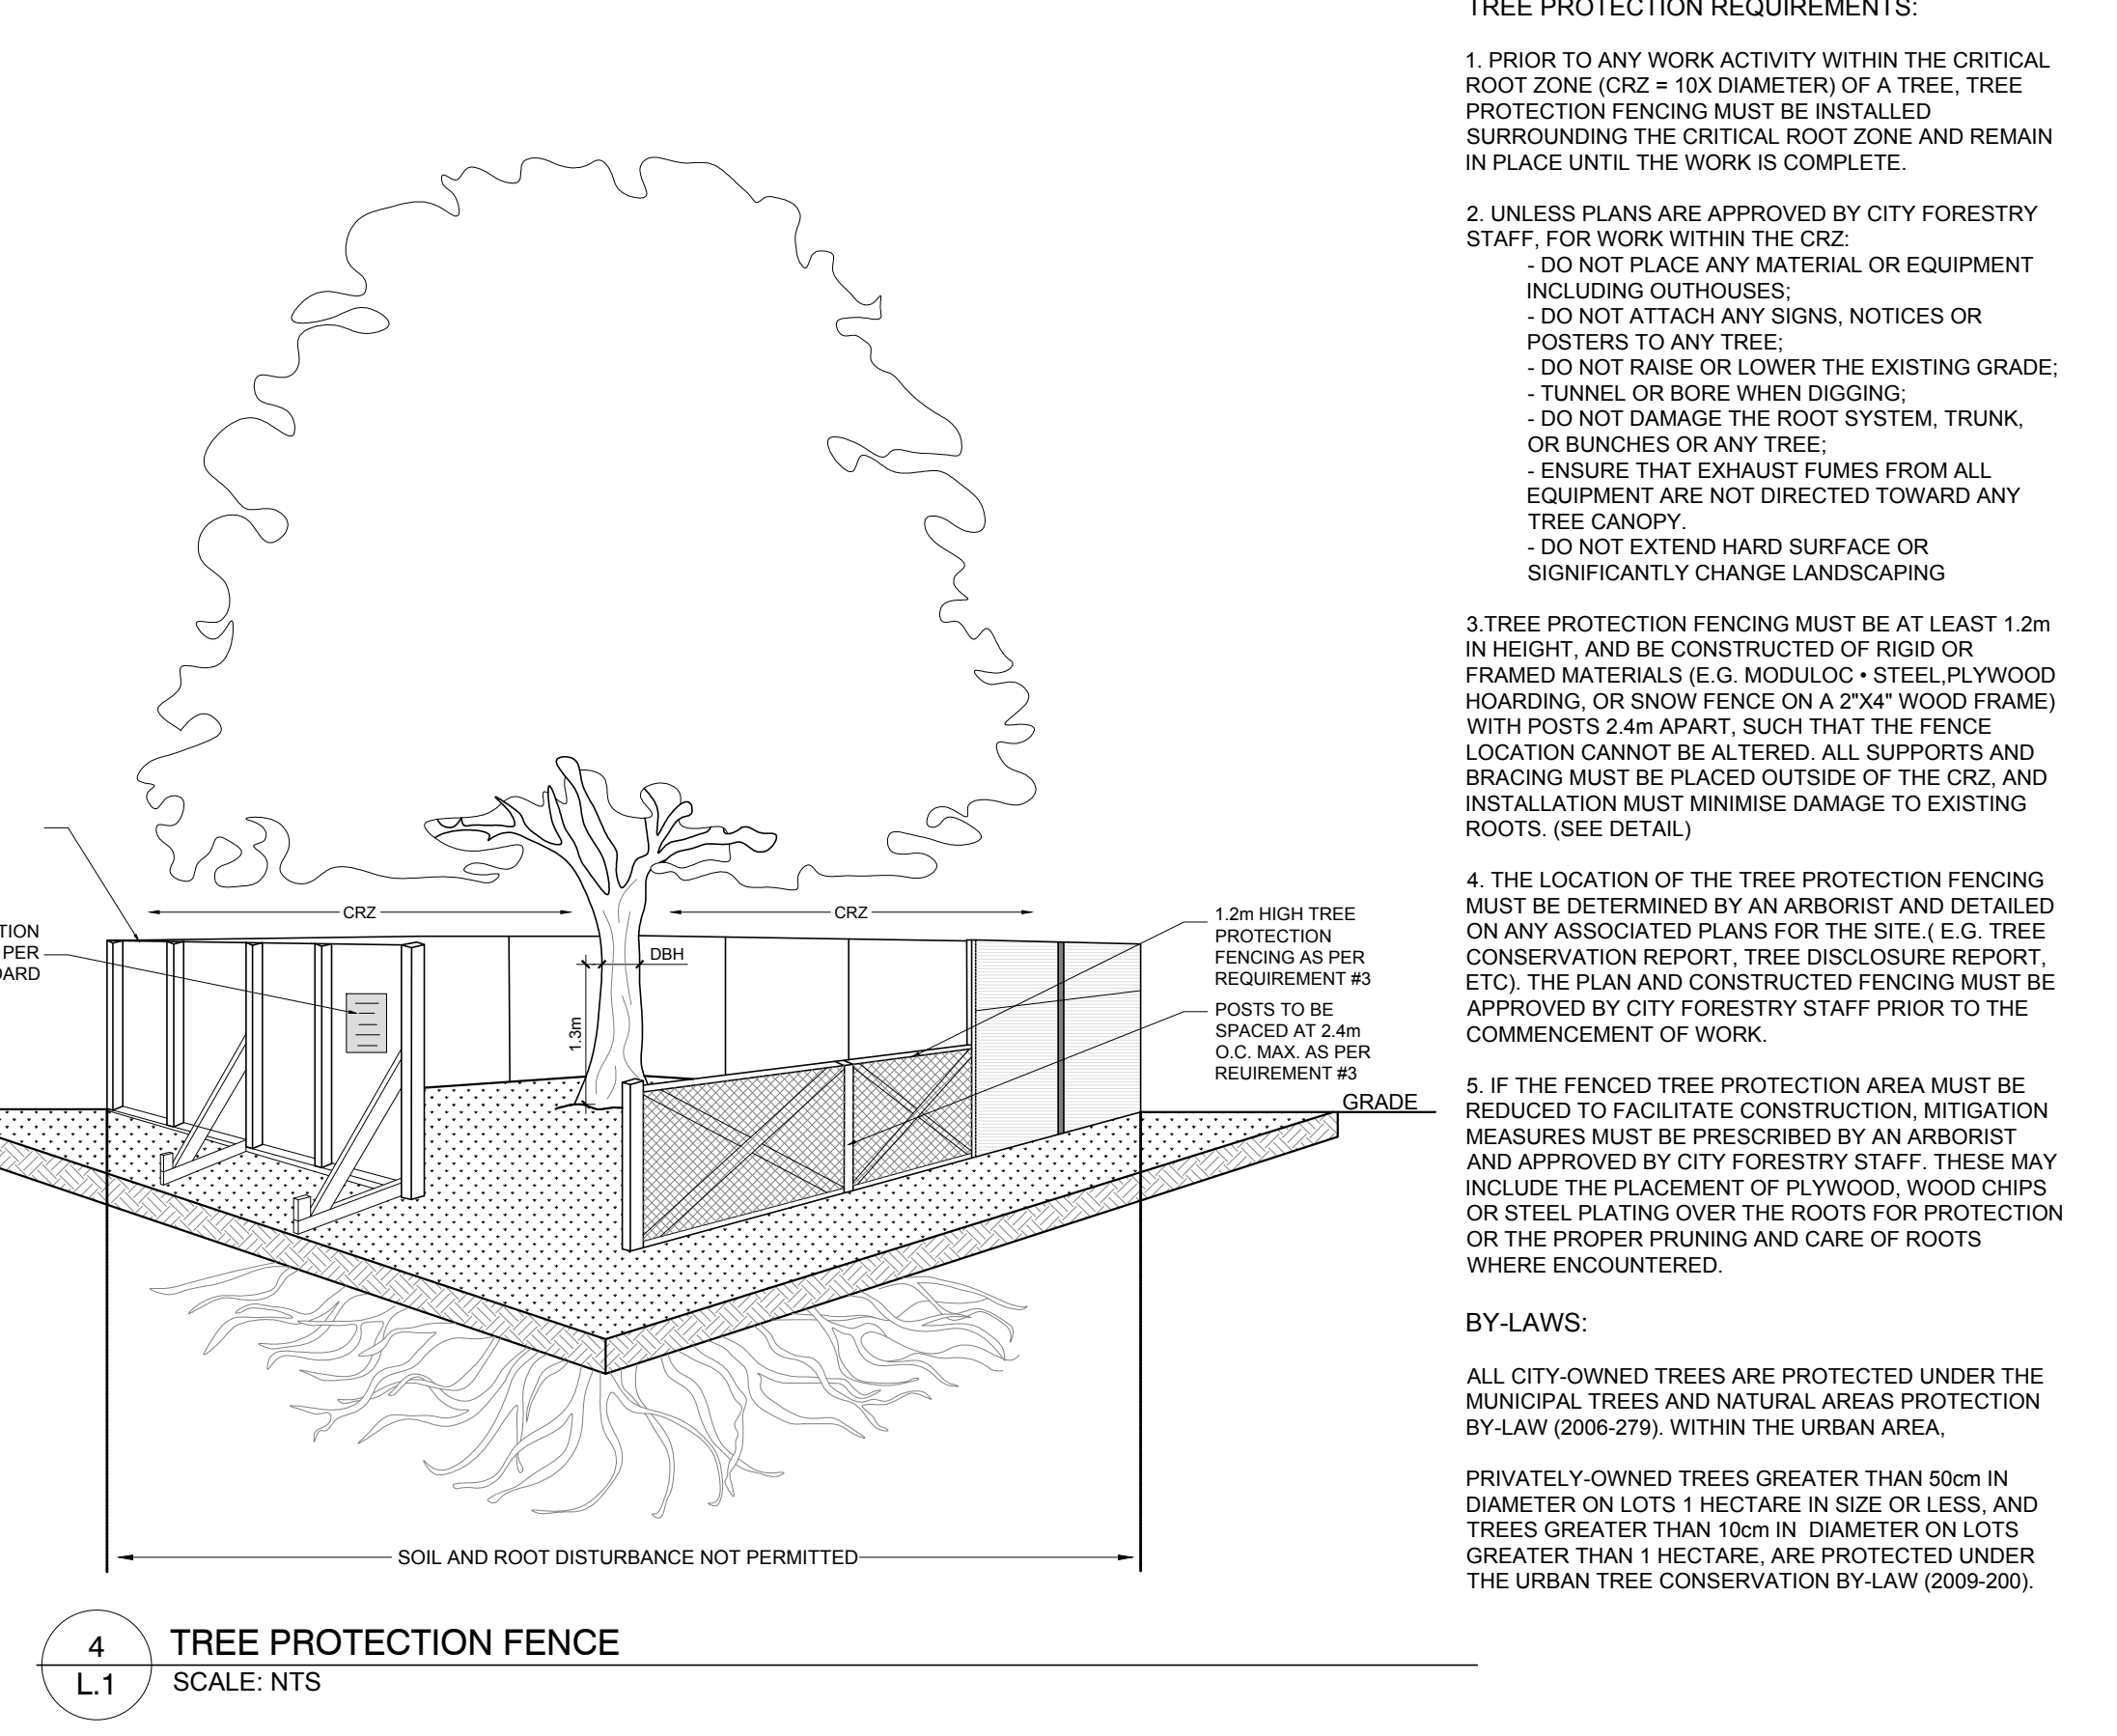 TREE PROTECTION REQUIREMENTS:
1. PRIOR TO ANY WORK ACTIVITY WITHIN THE CRITICAL
ROOT ZONE (CRZ = 10X DIAMETER) OF A TREE, TREE
PROTECTION FENCING MUST BE INSTALLED
SURROUNDING THE CRITICAL ROOT ZONE AND REMAIN
IN PLACE UNTIL THE WORK IS COMPLETE.
2. UNLESS PLANS ARE APPROVED BY CITY FORESTRY
STAFF, FOR WORK WITHIN THE CRZ:
- DO NOT PLACE ANY MATERIAL OR EQUIPMENT
INCLUDING OUTHOUSES;
- DO NOT ATTACH ANY SIGNS, NOTICES OR
POSTERS TO ANY TREE;
- DO NOT RAISE OR LOWER THE EXISTING GRADE;
- TUNNEL OR BORE WHEN DIGGING;
- DO NOT DAMAGE THE ROOT SYSTEM, TRUNK,
OR BUNCHES OR ANY TREE;
- ENSURE THAT EXHAUST FUMES FROM ALL
EQUIPMENT ARE NOT DIRECTED TOWARD ANY
TREE CANOPY.
- DO NOT EXTEND HARD SURFACE OR
SIGNIFICANTLY CHANGE LANDSCAPING
3.TREE PROTECTION FENCING MUST BE AT LEAST 1.2m
IN HEIGHT, AND BE CONSTRUCTED OF RIGID OR
FRAMED MATERIALS (E.G. MODULOC • STEEL,PLYWOOD
HOARDING, OR SNOW FENCE ON A 2"X4" WOOD FRAME)
WITH POSTS 2.4m APART, SUCH THAT THE FENCE
LOCATION CANNOT BE ALTERED. ALL SUPPORTS AND
BRACING MUST BE PLACED OUTSIDE OF THE CRZ, AND
INSTALLATION MUST MINIMISE DAMAGE TO EXISTING
ROOTS. (SEE DETAIL)
4. THE LOCATION OF THE TREE PROTECTION FENCING
MUST BE DETERMINED BY AN ARBORIST AND DETAILED
ON ANY ASSOCIATED PLANS FOR THE SITE.( E.G. TREE
CONSERVATION REPORT, TREE DISCLOSURE REPORT,
ETC). THE PLAN AND CONSTRUCTED FENCING MUST BE
APPROVED BY CITY FORESTRY STAFF PRIOR TO THE
COMMENCEMENT OF WORK.
5. IF THE FENCED TREE PROTECTION AREA MUST BE
REDUCED TO FACILITATE CONSTRUCTION, MITIGATION
MEASURES MUST BE PRESCRIBED BY AN ARBORIST
AND APPROVED BY CITY FORESTRY STAFF. THESE MAY
INCLUDE THE PLACEMENT OF PLYWOOD, WOOD CHIPS
OR STEEL PLATING OVER THE ROOTS FOR PROTECTION
OR THE PROPER PRUNING AND CARE OF ROOTS
WHERE ENCOUNTERED.
BY-LAWS:
ALL CITY-OWNED TREES ARE PROTECTED UNDER THE
MUNICIPAL TREES AND NATURAL AREAS PROTECTION
BY-LAW (2006-279). WITHIN THE URBAN AREA,
PRIVATELY-OWNED TREES GREATER THAN 50cm IN
DIAMETER ON LOTS 1 HECTARE IN SIZE OR LESS, AND
TREES GREATER THAN 10cm IN DIAMETER ON LOTS
GREATER THAN 1 HECTARE, ARE PROTECTED UNDER
THE URBAN TREE CONSERVATION BY-LAW (2009-200).
CRZ
CRZ
PER
DBH
1.3m
1.2m HIGH TREE
PROTECTION
FENCING AS PER
REQUIREMENT #3
POSTS TO BE
SPACED AT 2.4m
O.C. MAX. AS PER
REUIREMENT #3
GRADE
SOIL AND ROOT DISTURBANCE NOT PERMITTED
4
L.1
TREE PROTECTION FENCE
SCALE: NTS